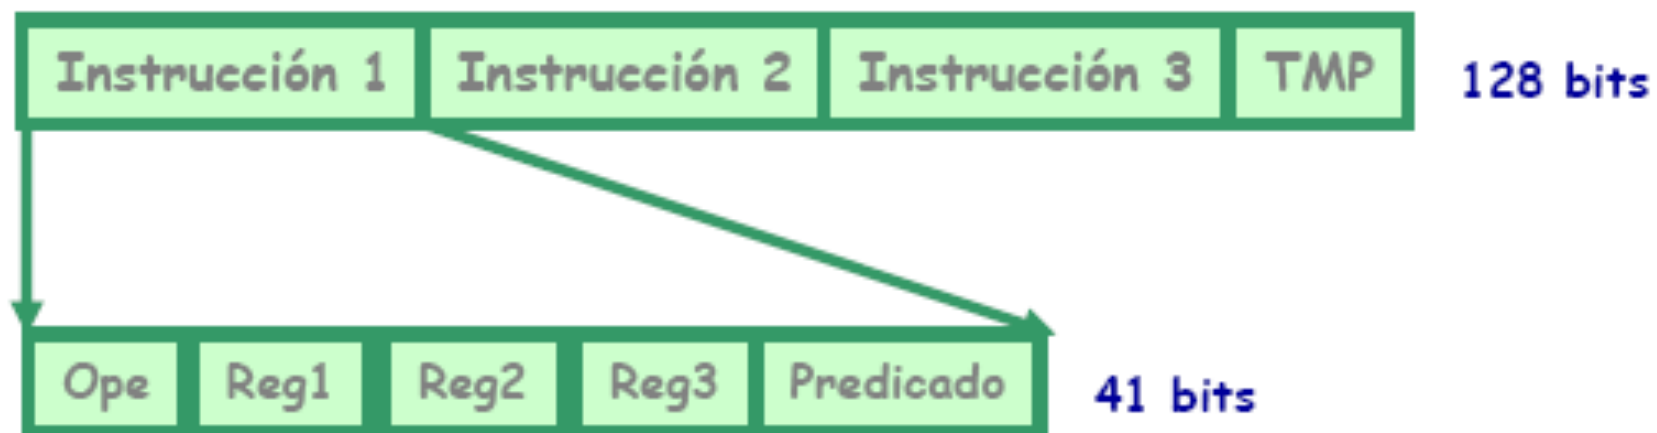 Instrucción 1 Instrucción 2 Instrucción 3 TMP 128 bits
Ope Reg1 Reg2 Reg3 Predicado 41 bits